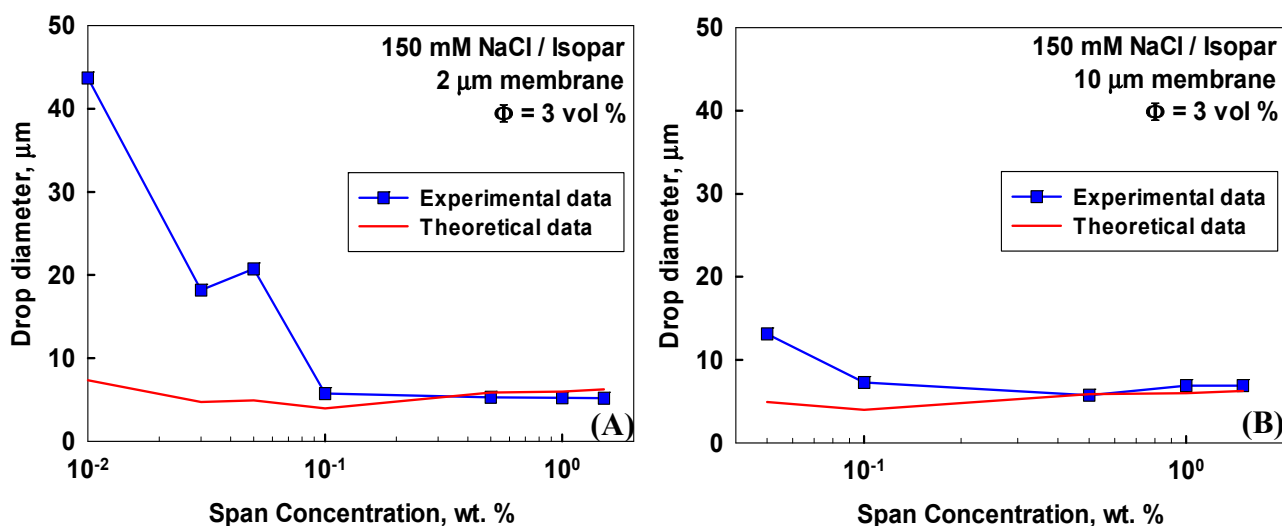 150 mM NaCl / Isopar
2 μm membrane
Φ = 3 vol %
Experimental data
Theoretical data
Drop diameter, μm
50
40
30
20
10
0
(A)
10⁻²
10⁻¹
10⁰
Span Concentration, wt. %
150 mM NaCl / Isopar
10 μm membrane
Φ = 3 vol %
Experimental data
Theoretical data
Drop diameter, μm
50
40
30
20
10
0
(B)
10⁻¹
10⁰
Span Concentration, wt. %